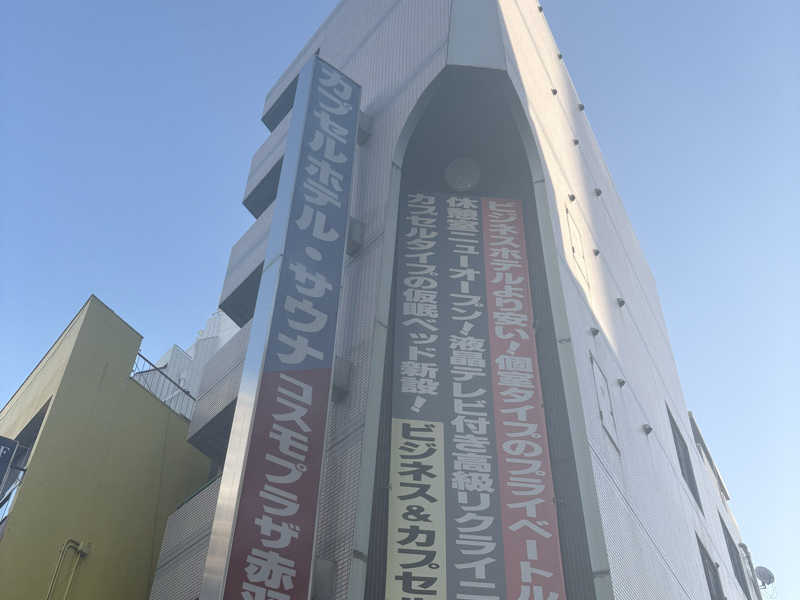 カプセルホテル・サウナ
コスモプラザ赤羽
ビジネスホテルより安い!個室タイプのプライベートル
休憩室ニューオープン!液晶テレビ付き高級リクライニ
カプセルタイプの仮眠ベッド新設!
ビジネス&カプセ
F